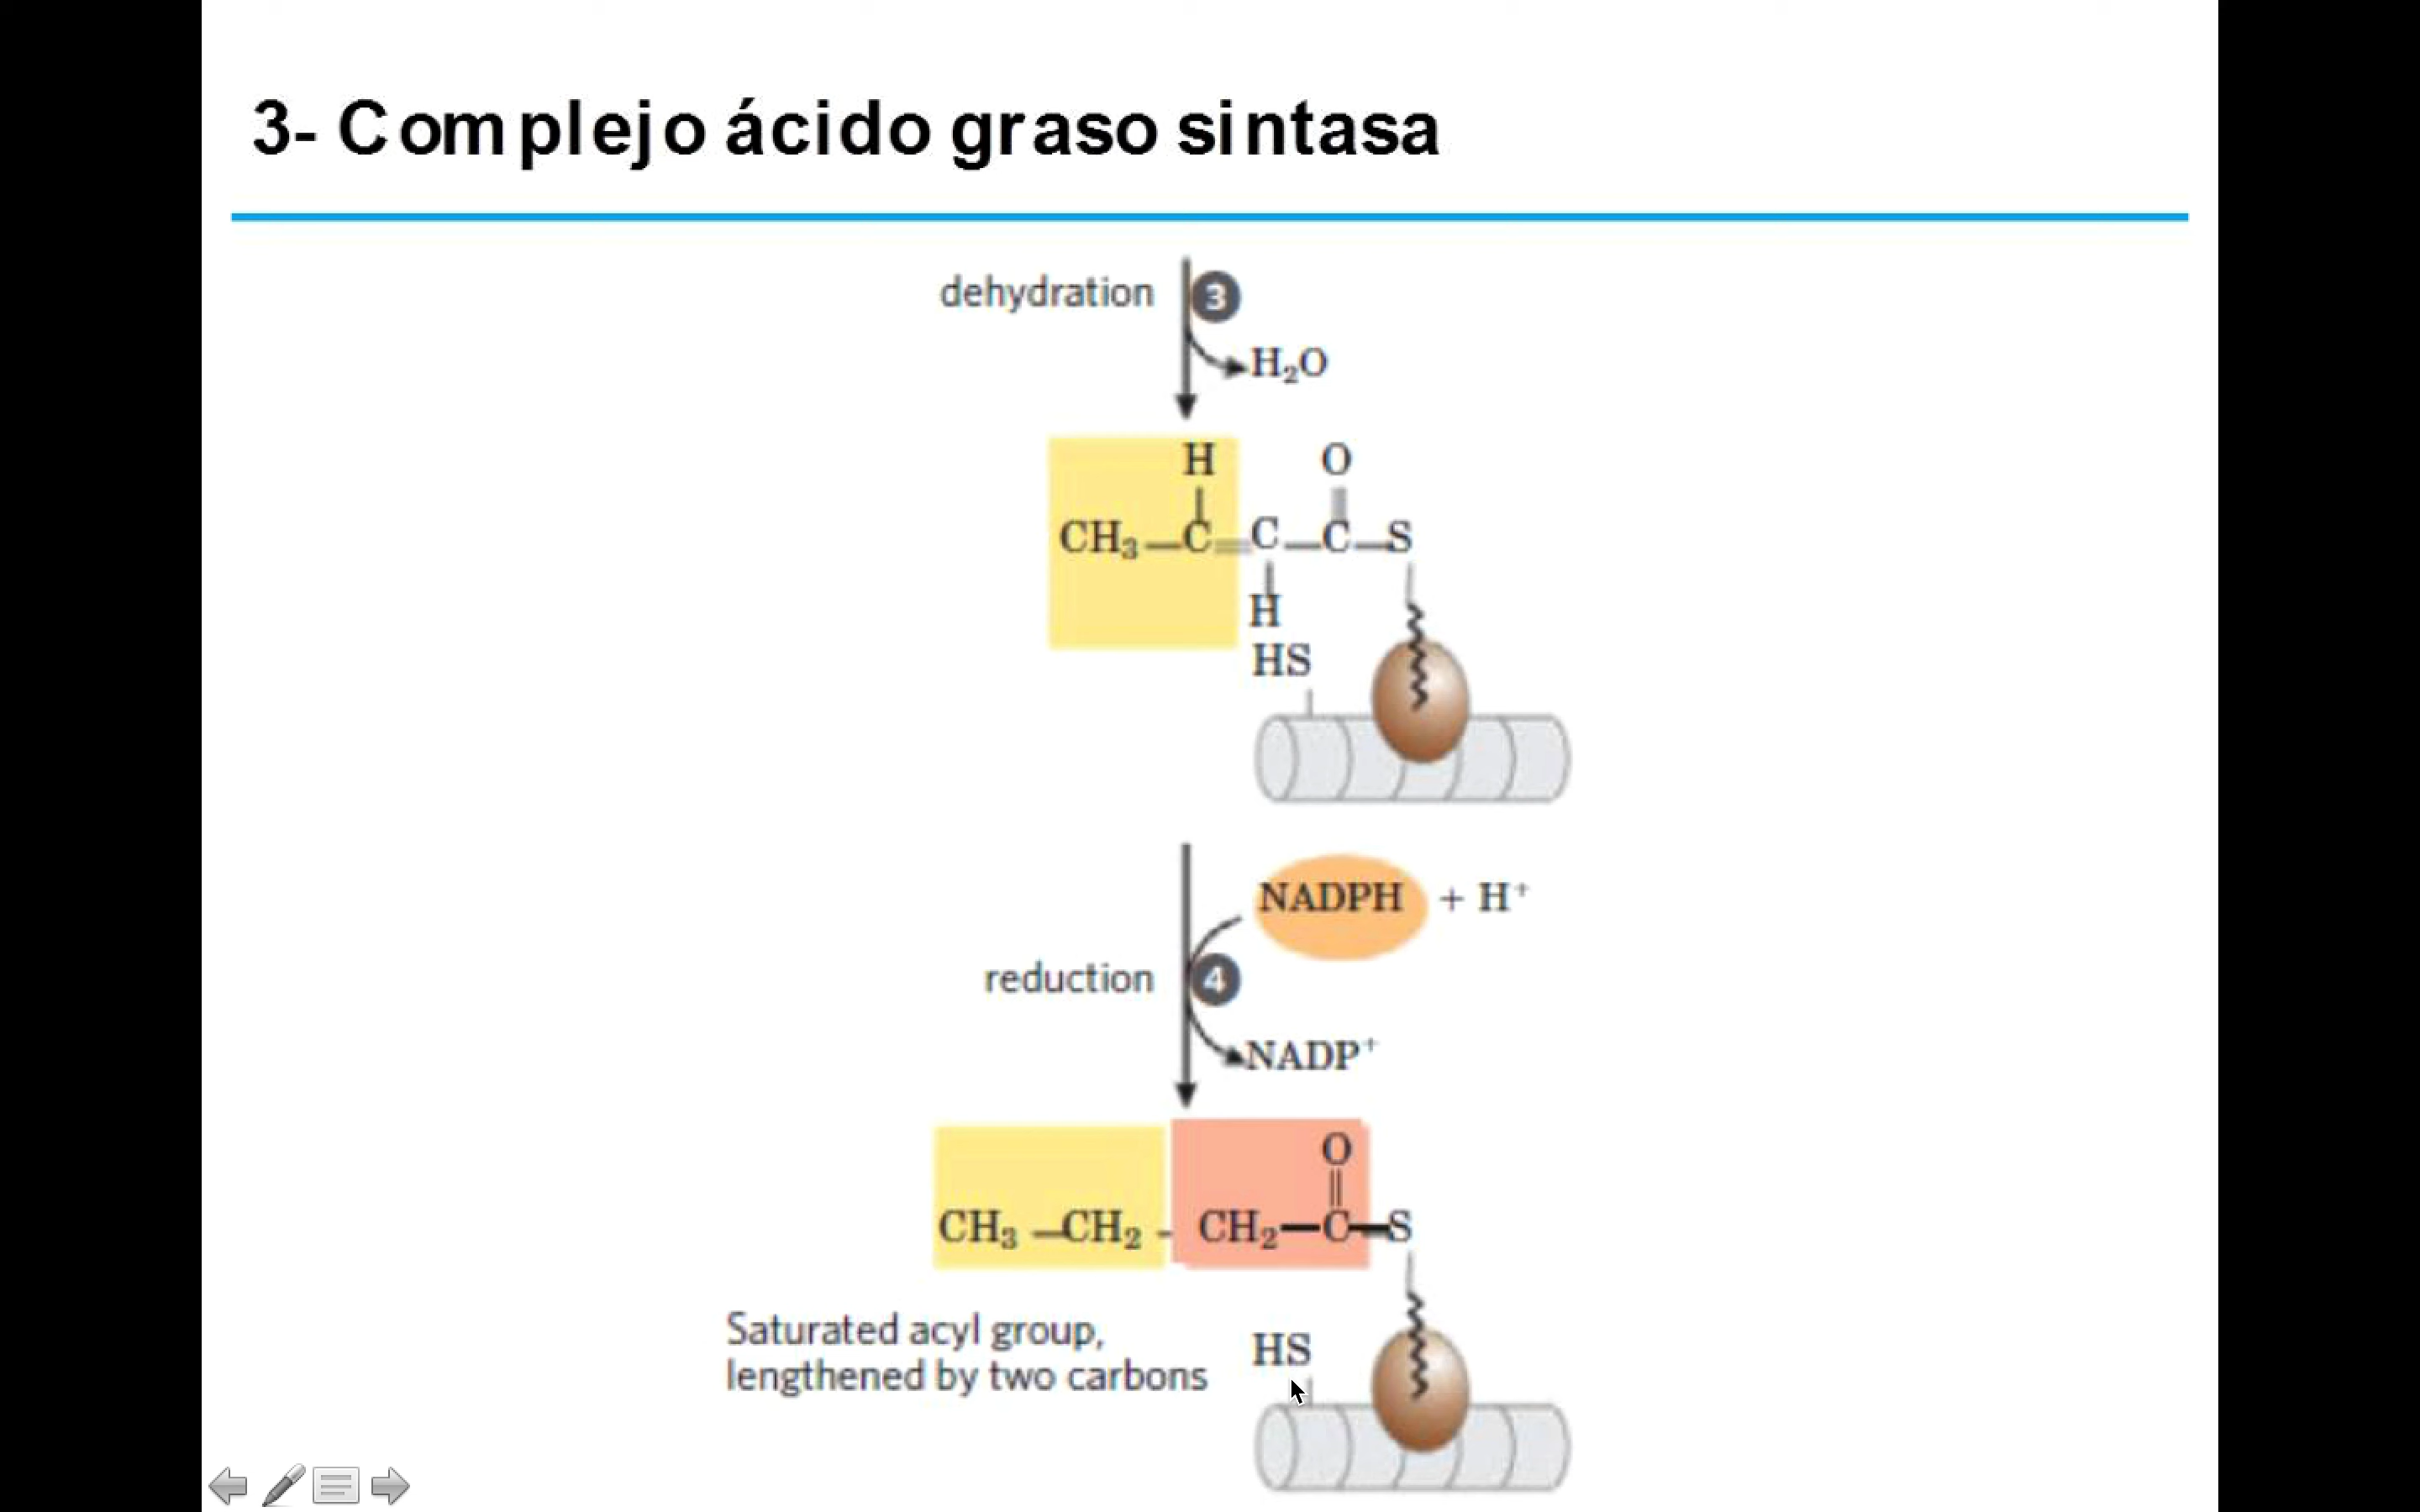 3- Complejo ácido graso sintasa
dehydration
3
H₂O
H O
CH₃—C=C—C—S
H
HS
NADPH + H⁺
reduction
4
NADP⁺
O
CH₃—CH₂-CH₂—C—S
Saturated acyl group,
lengthened by two carbons
HS